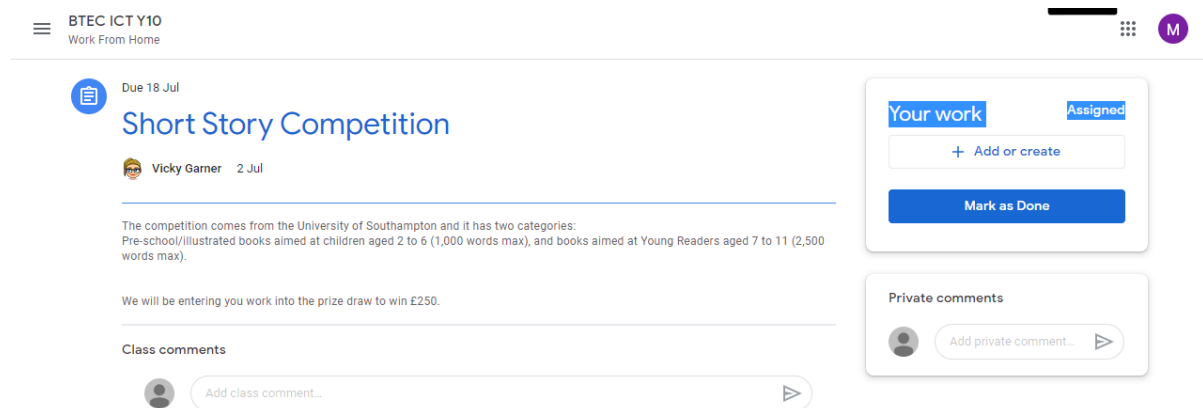 BTEC ICT Y10
Work From Home
M
Due 18 Jul
Short Story Competition
Vicky Garner 2 Jul
The competition comes from the University of Southampton and it has two categories:
Pre-school/illustrated books aimed at children aged 2 to 6 (1,000 words max), and books aimed at Young Readers aged 7 to 11 (2,500
words max).
We will be entering you work into the prize draw to win £250.
Class comments
Add class comment...
Your work Assigned
+ Add or create
Mark as Done
Private comments
Add private comment...